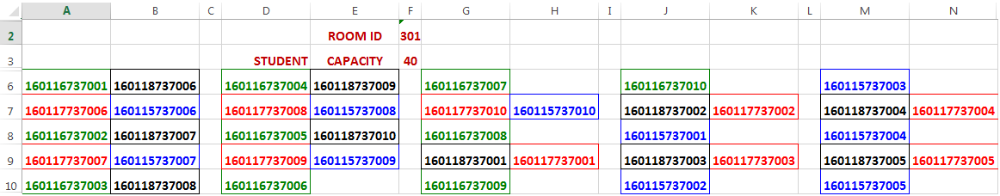 A B C D E F G H I J K L M N
2 ROOM ID 301
3 STUDENT CAPACITY 40
6 160116737001 160118737006 160116737004 160118737009 160116737007 160116737010 160115737003
7 160117737006 160115737006 160117737008 160115737008 160117737010 160115737010 160118737002 160117737002 160118737004 160117737004
8 160116737002 160118737007 160116737005 160118737010 160116737008 160115737001 160115737004
9 160117737007 160115737007 160117737009 160115737009 160118737001 160117737001 160118737003 160117737003 160118737005 160117737005
10 160116737003 160118737008 160116737006 160116737009 160115737002 160115737005